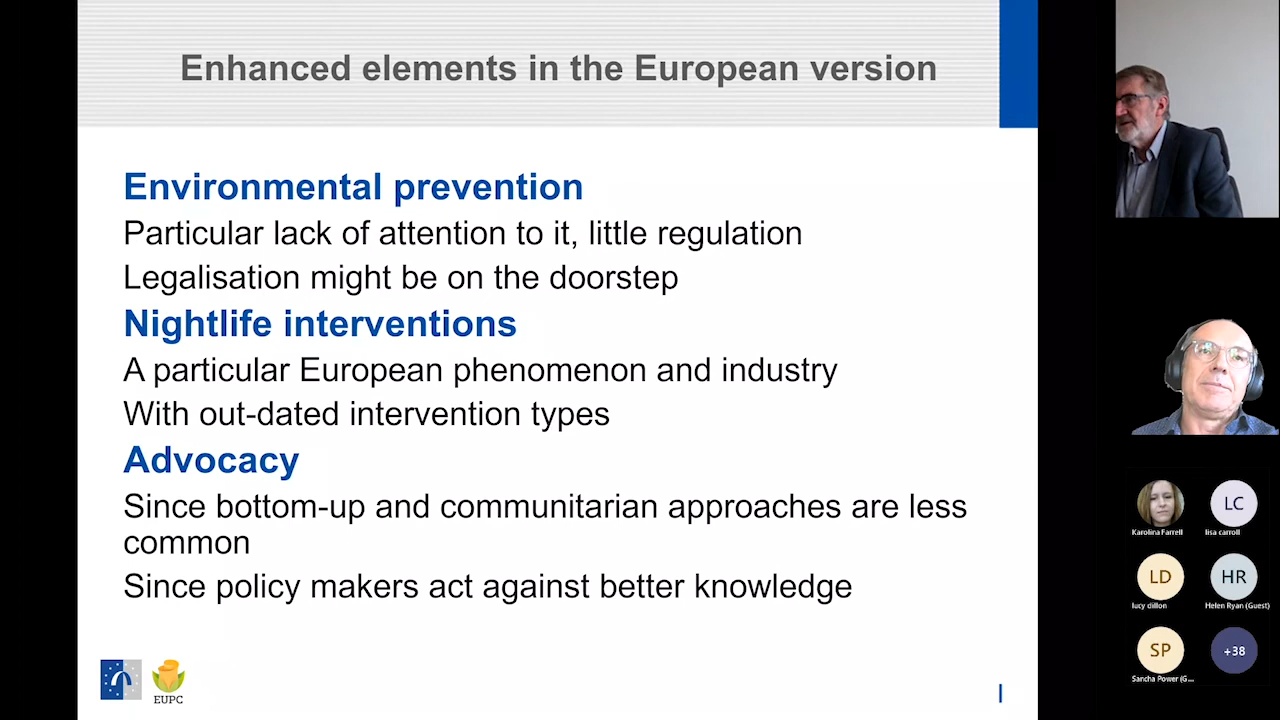 Enhanced elements in the European version
Environmental prevention
Particular lack of attention to it, little regulation
Legalisation might be on the doorstep
Nightlife interventions
A particular European phenomenon and industry
With out-dated intervention types
Advocacy
Since bottom-up and communitarian approaches are less
common
Since policy makers act against better knowledge
EUPC
LC
Karolina Farrell
lisa carroll
LD
HR
lucy dillon
Helen Ryan (Guest)
SP
+38
Sancha Power (G...